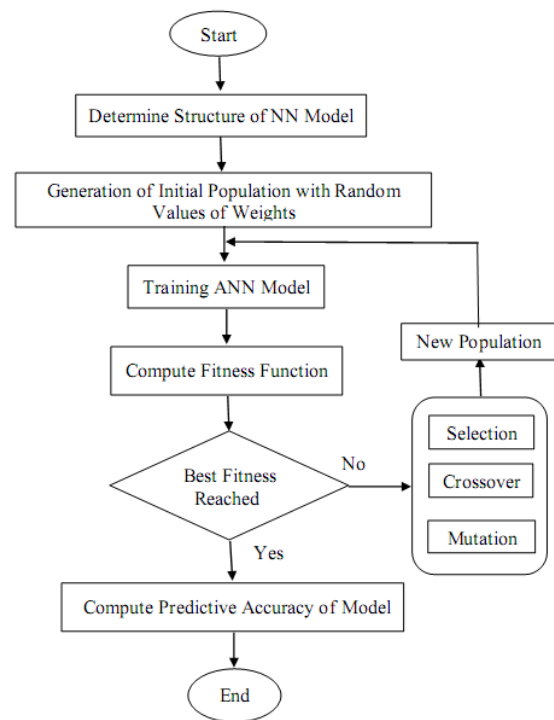 Start
Determine Structure of NN Model
Generation of Initial Population with Random
Values of Weights
Training ANN Model
New Population
Compute Fitness Function
Selection
No
Best Fitness
Reached
Crossover
Mutation
Yes
Compute Predictive Accuracy of Model
End